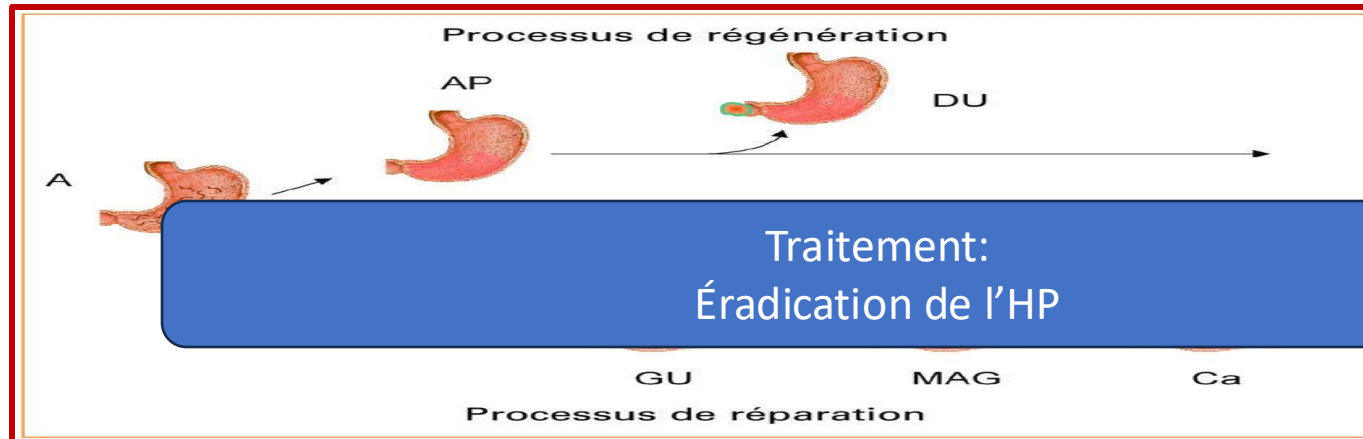 Processus de régénération
AP
DU
A
Traitement:
Éradication de l’HP
GU MAG Ca
Processus de réparation